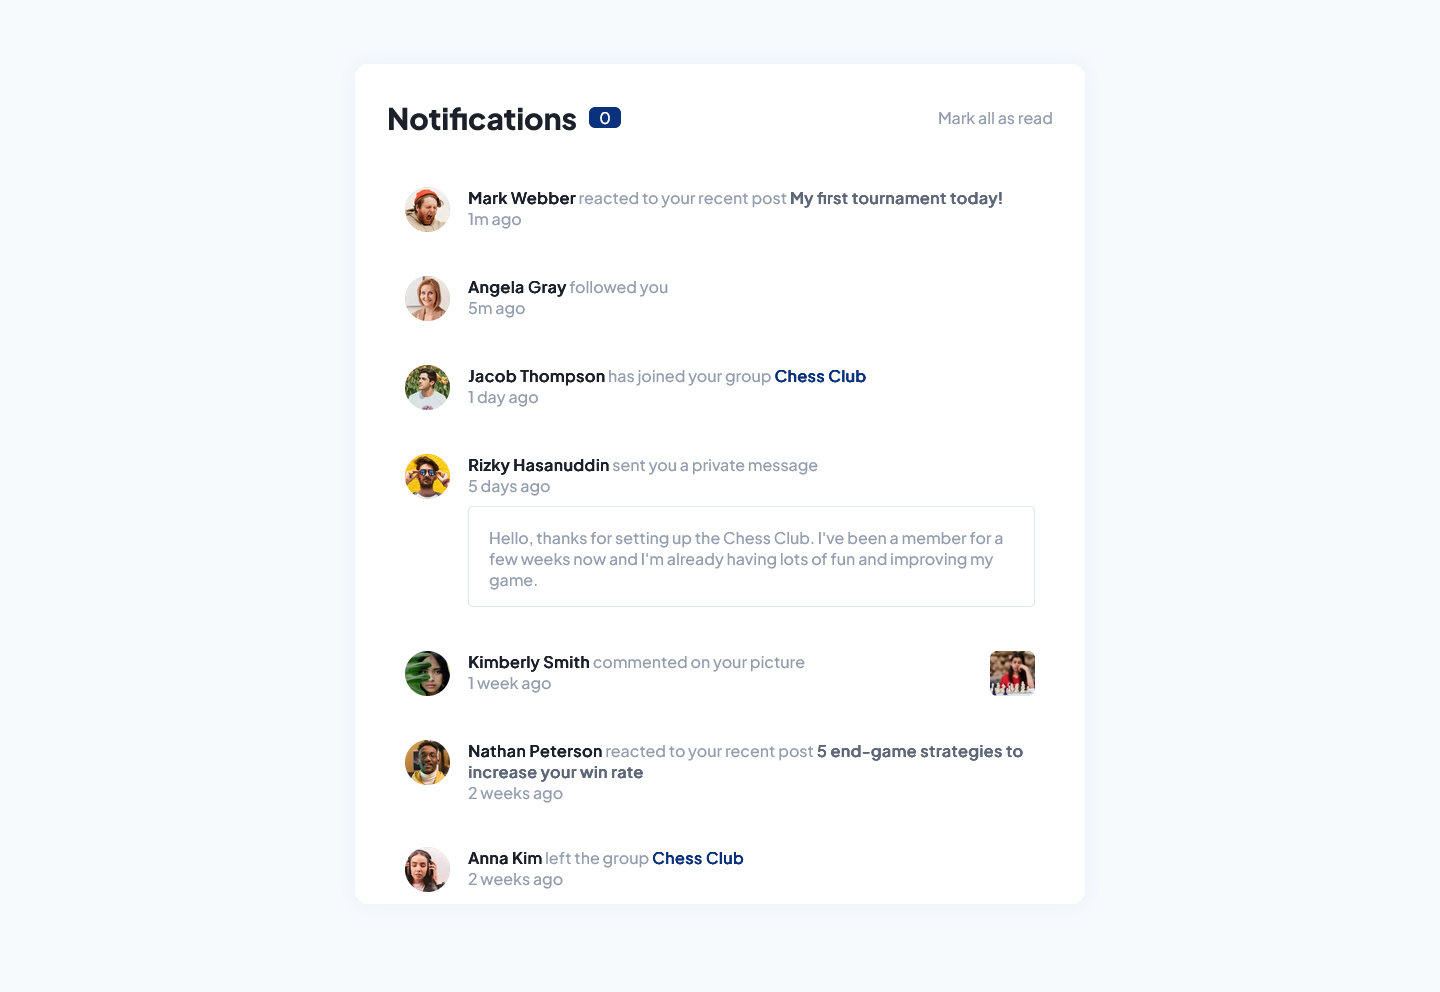 Notifications 0
Mark all as read
Mark Webber reacted to your recent post My first tournament today!
1m ago
Angela Gray followed you
5m ago
Jacob Thompson has joined your group Chess Club
1 day ago
Rizky Hasanuddin sent you a private message
5 days ago
Hello, thanks for setting up the Chess Club. I've been a member for a
few weeks now and I'm already having lots of fun and improving my
game.
Kimberly Smith commented on your picture
1 week ago
Nathan Peterson reacted to your recent post 5 end-game strategies to
increase your win rate
2 weeks ago
Anna Kim left the group Chess Club
2 weeks ago